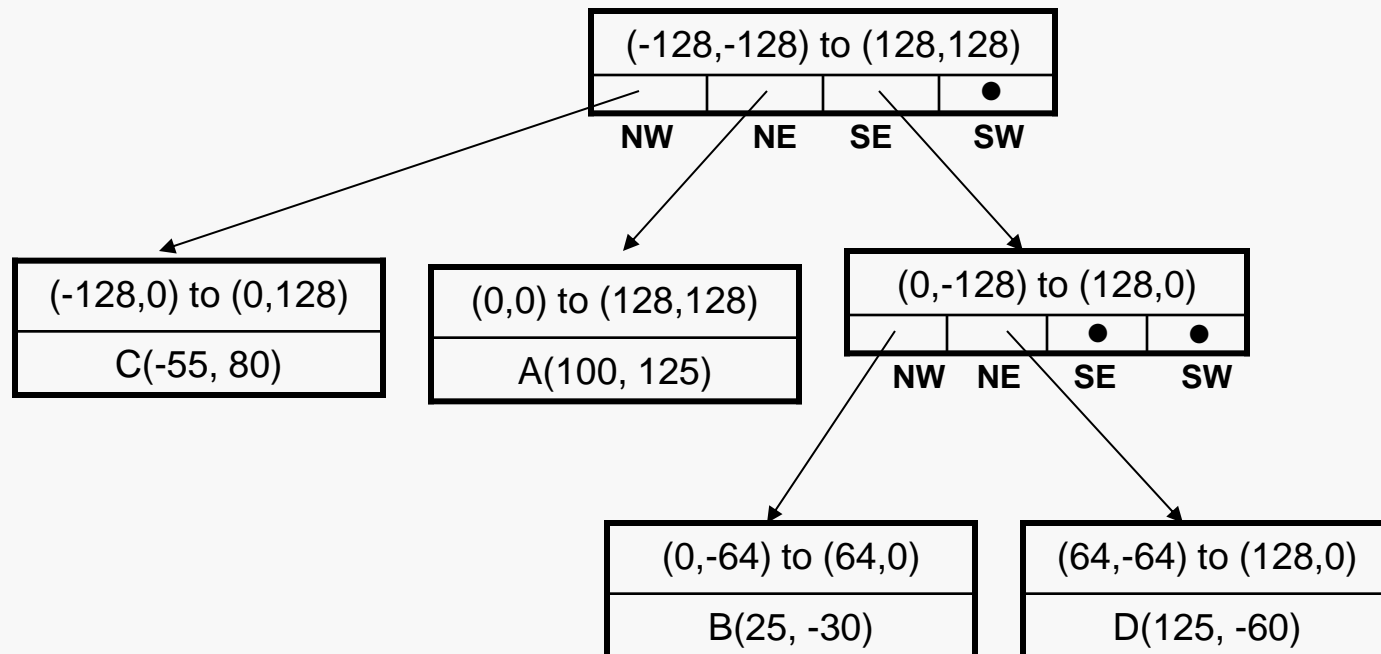 (-128,-128) to (128,128)
NW NE SE SW
(-128,0) to (0,128)
C(-55, 80)
(0,0) to (128,128)
A(100, 125)
(0,-128) to (128,0)
NW NE SE SW
(0,-64) to (64,0)
B(25, -30)
(64,-64) to (128,0)
D(125, -60)